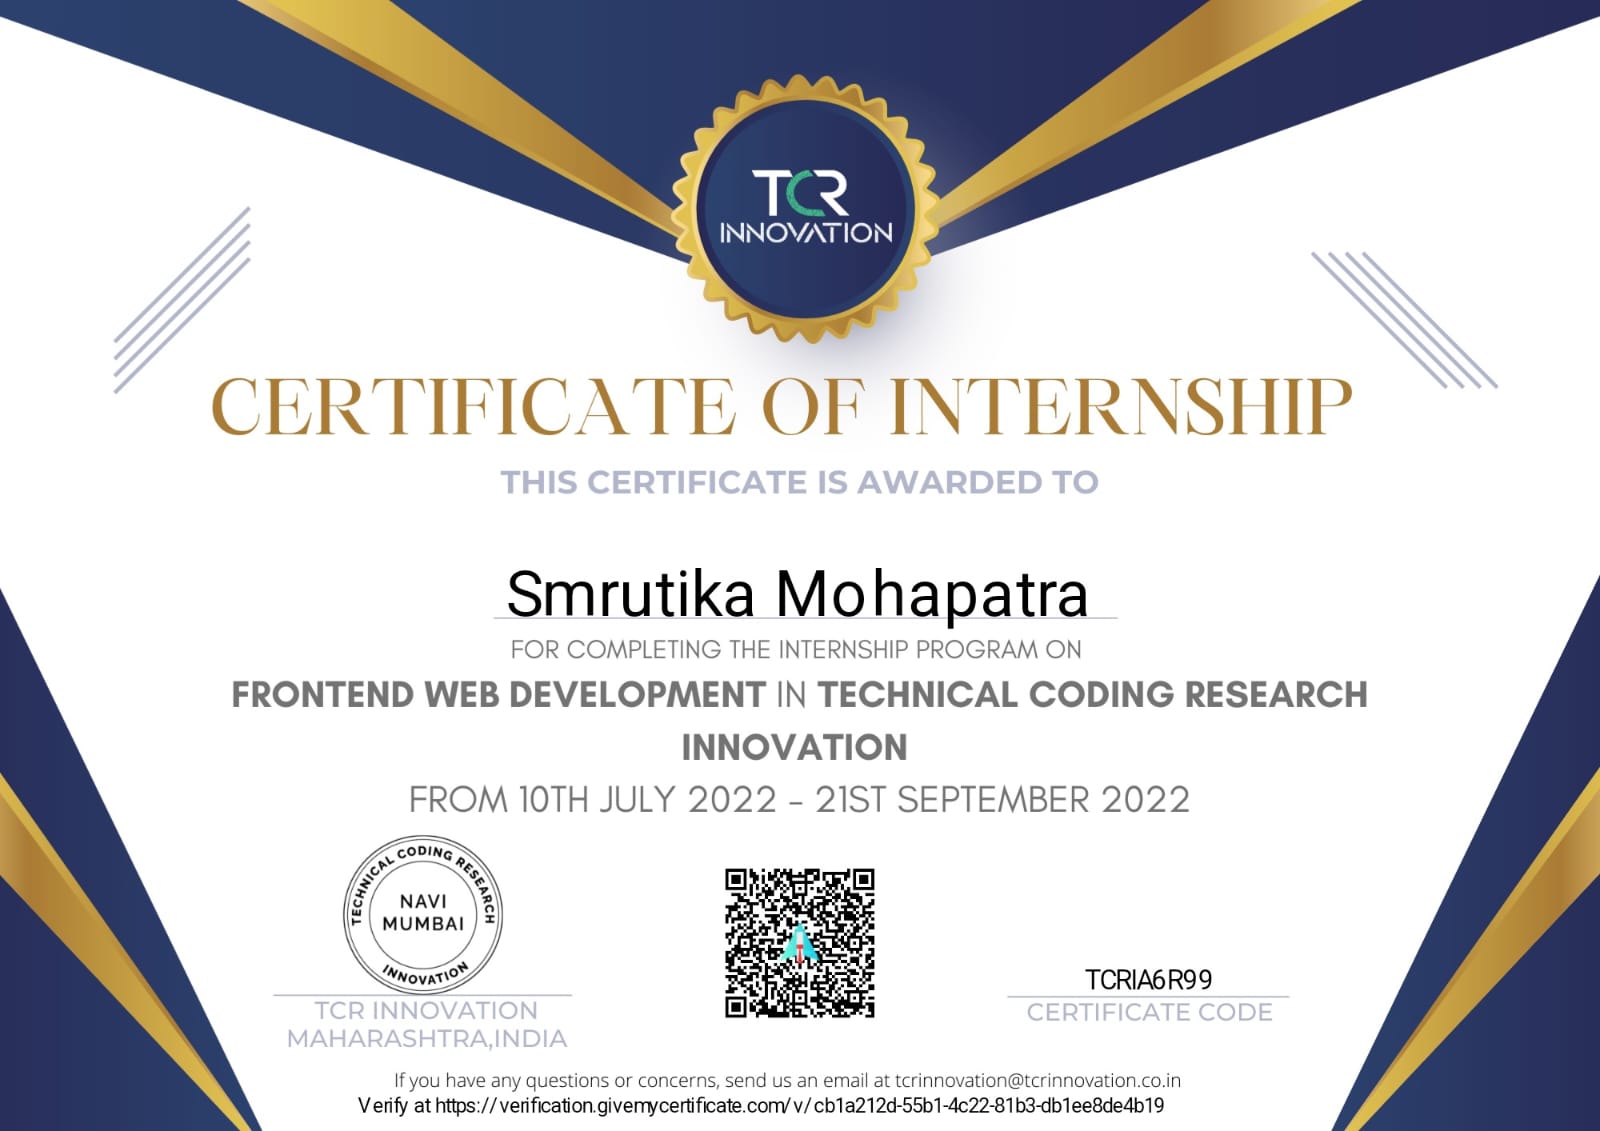 TCR
INNOVATION
CERTIFICATE OF INTERNSHIP
THIS CERTIFICATE IS AWARDED TO
Smrutika Mohapatra
FOR COMPLETING THE INTERNSHIP PROGRAM ON
FRONTEND WEB DEVELOPMENT IN TECHNICAL CODING RESEARCH
INNOVATION
FROM 10TH JULY 2022 - 21ST SEPTEMBER 2022
TECHNICAL CODING RESEARCH
NAVI
MUMBAI
INNOVATION
TCR INNOVATION
MAHARASHTRA,INDIA
TCRIA6R99
CERTIFICATE CODE
If you have any questions or concerns, send us an email at tcrinnovation@tcrinnovation.co.in
Verify at https://verification.givemycertificate.com/v/cb1a212d-55b1-4c22-81b3-db1ee8de4b19